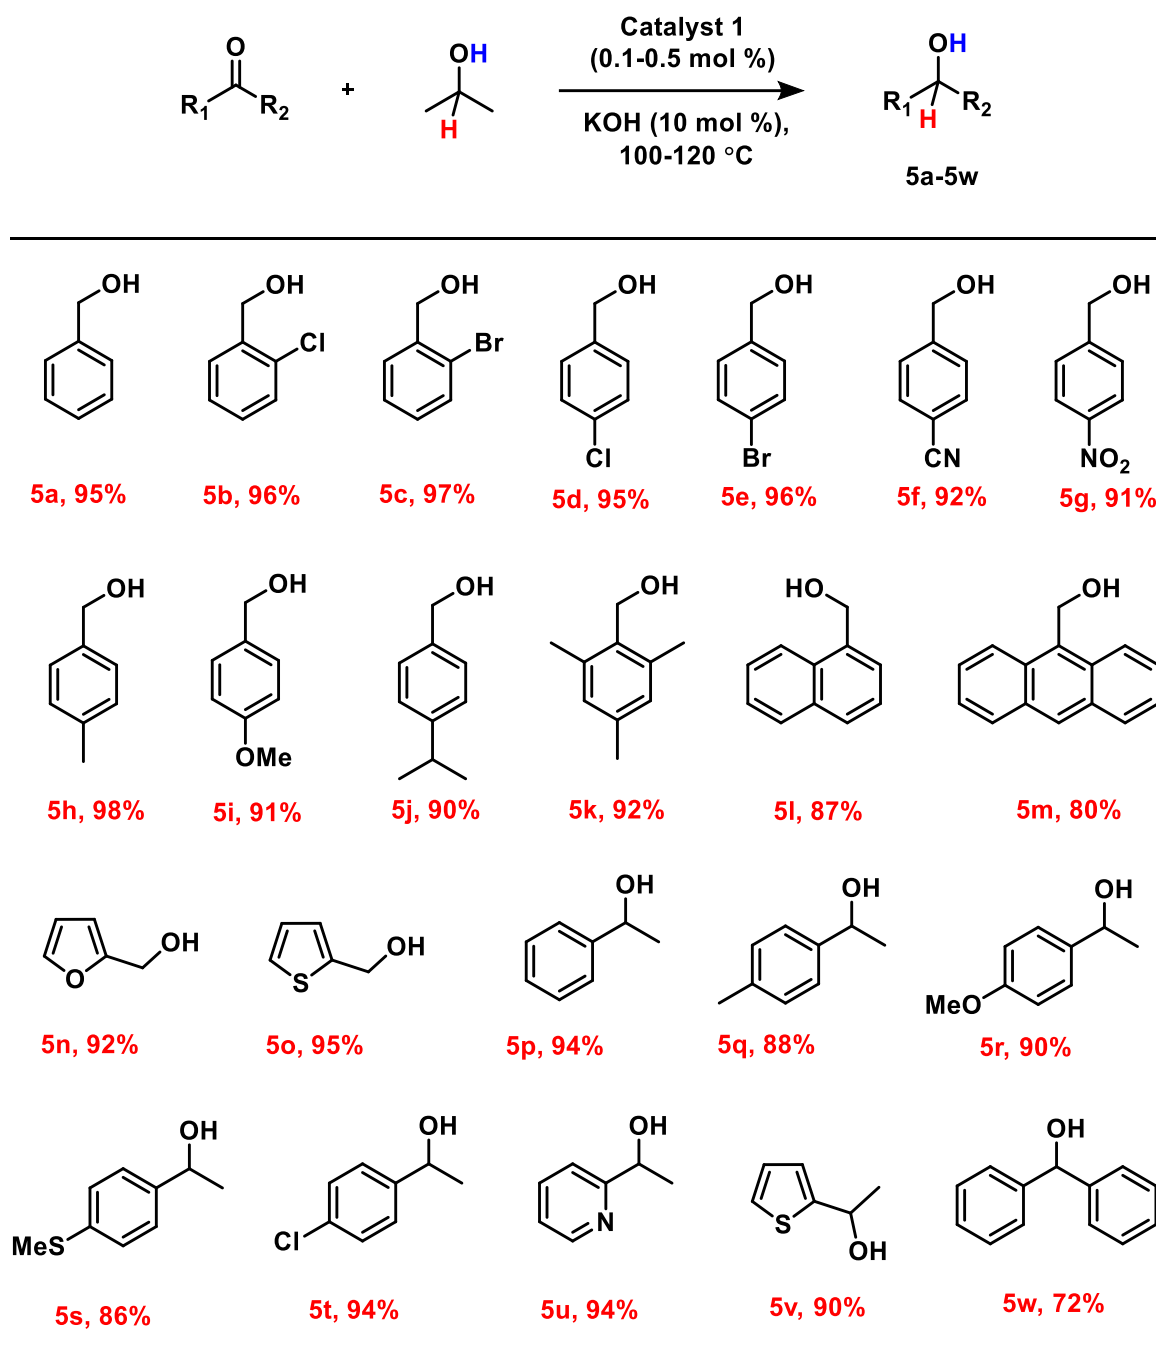 O
R1 R2
+
OH
H
Catalyst 1
(0.1-0.5 mol %)
KOH (10 mol %),
100-120 °C
OH
R1 R2
H
5a-5w
OH OH OH OH OH OH OH
Cl Br
Cl Br CN NO2
5a, 95% 5b, 96% 5c, 97% 5d, 95% 5e, 96% 5f, 92% 5g, 91%
OH OH OH OH HO OH
OMe
5h, 98% 5i, 91% 5j, 90% 5k, 92% 5l, 87% 5m, 80%
OH OH OH OH OH
O S MeO
5n, 92% 5o, 95% 5p, 94% 5q, 88% 5r, 90%
OH OH OH OH
MeS Cl N S OH
5s, 86% 5t, 94% 5u, 94% 5v, 90% 5w, 72%